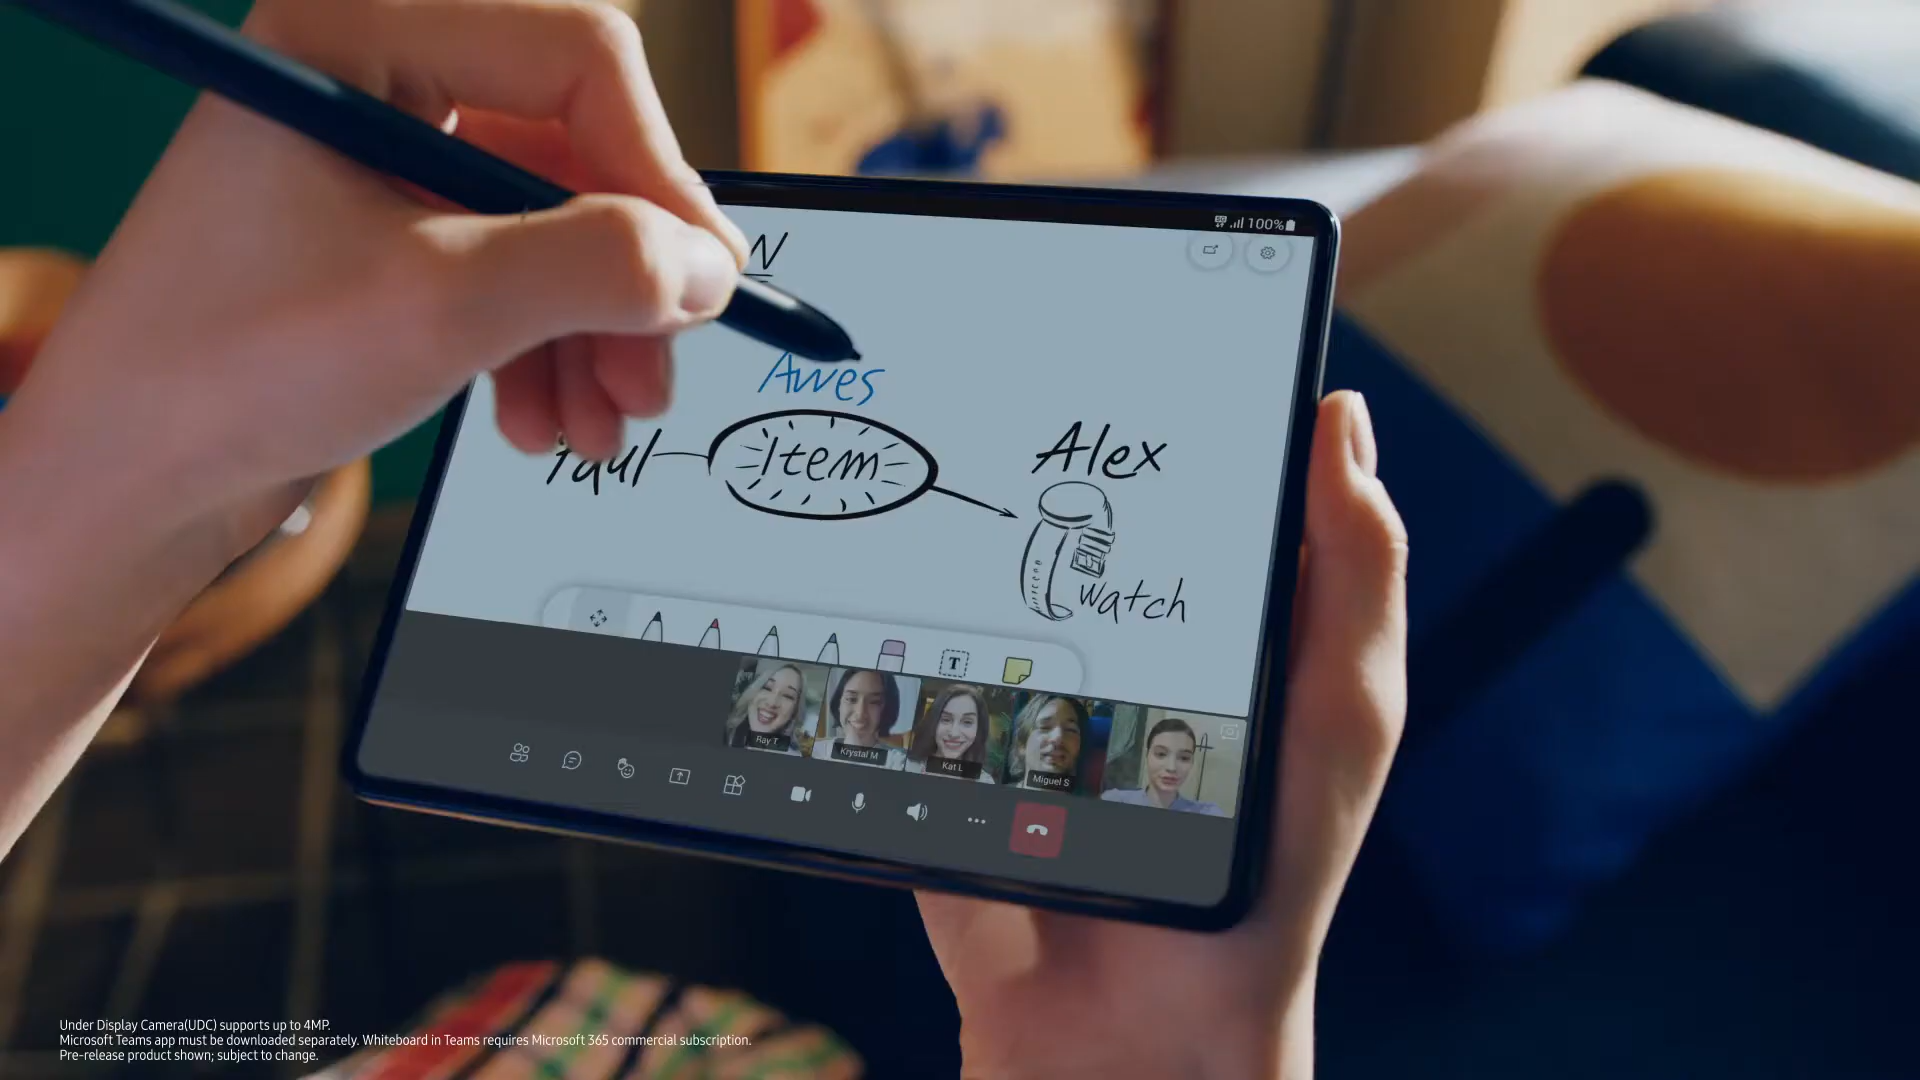 100%
N
Awes
Paul
Item
Alex
watch
T
Ray T
Krystal M
Kat L
Miguel S
Under Display Camera(UDC) supports up to 4MP.
Microsoft Teams app must be downloaded separately. Whiteboard in Teams requires Microsoft 365 commercial subscription.
Pre-release product shown; subject to change.